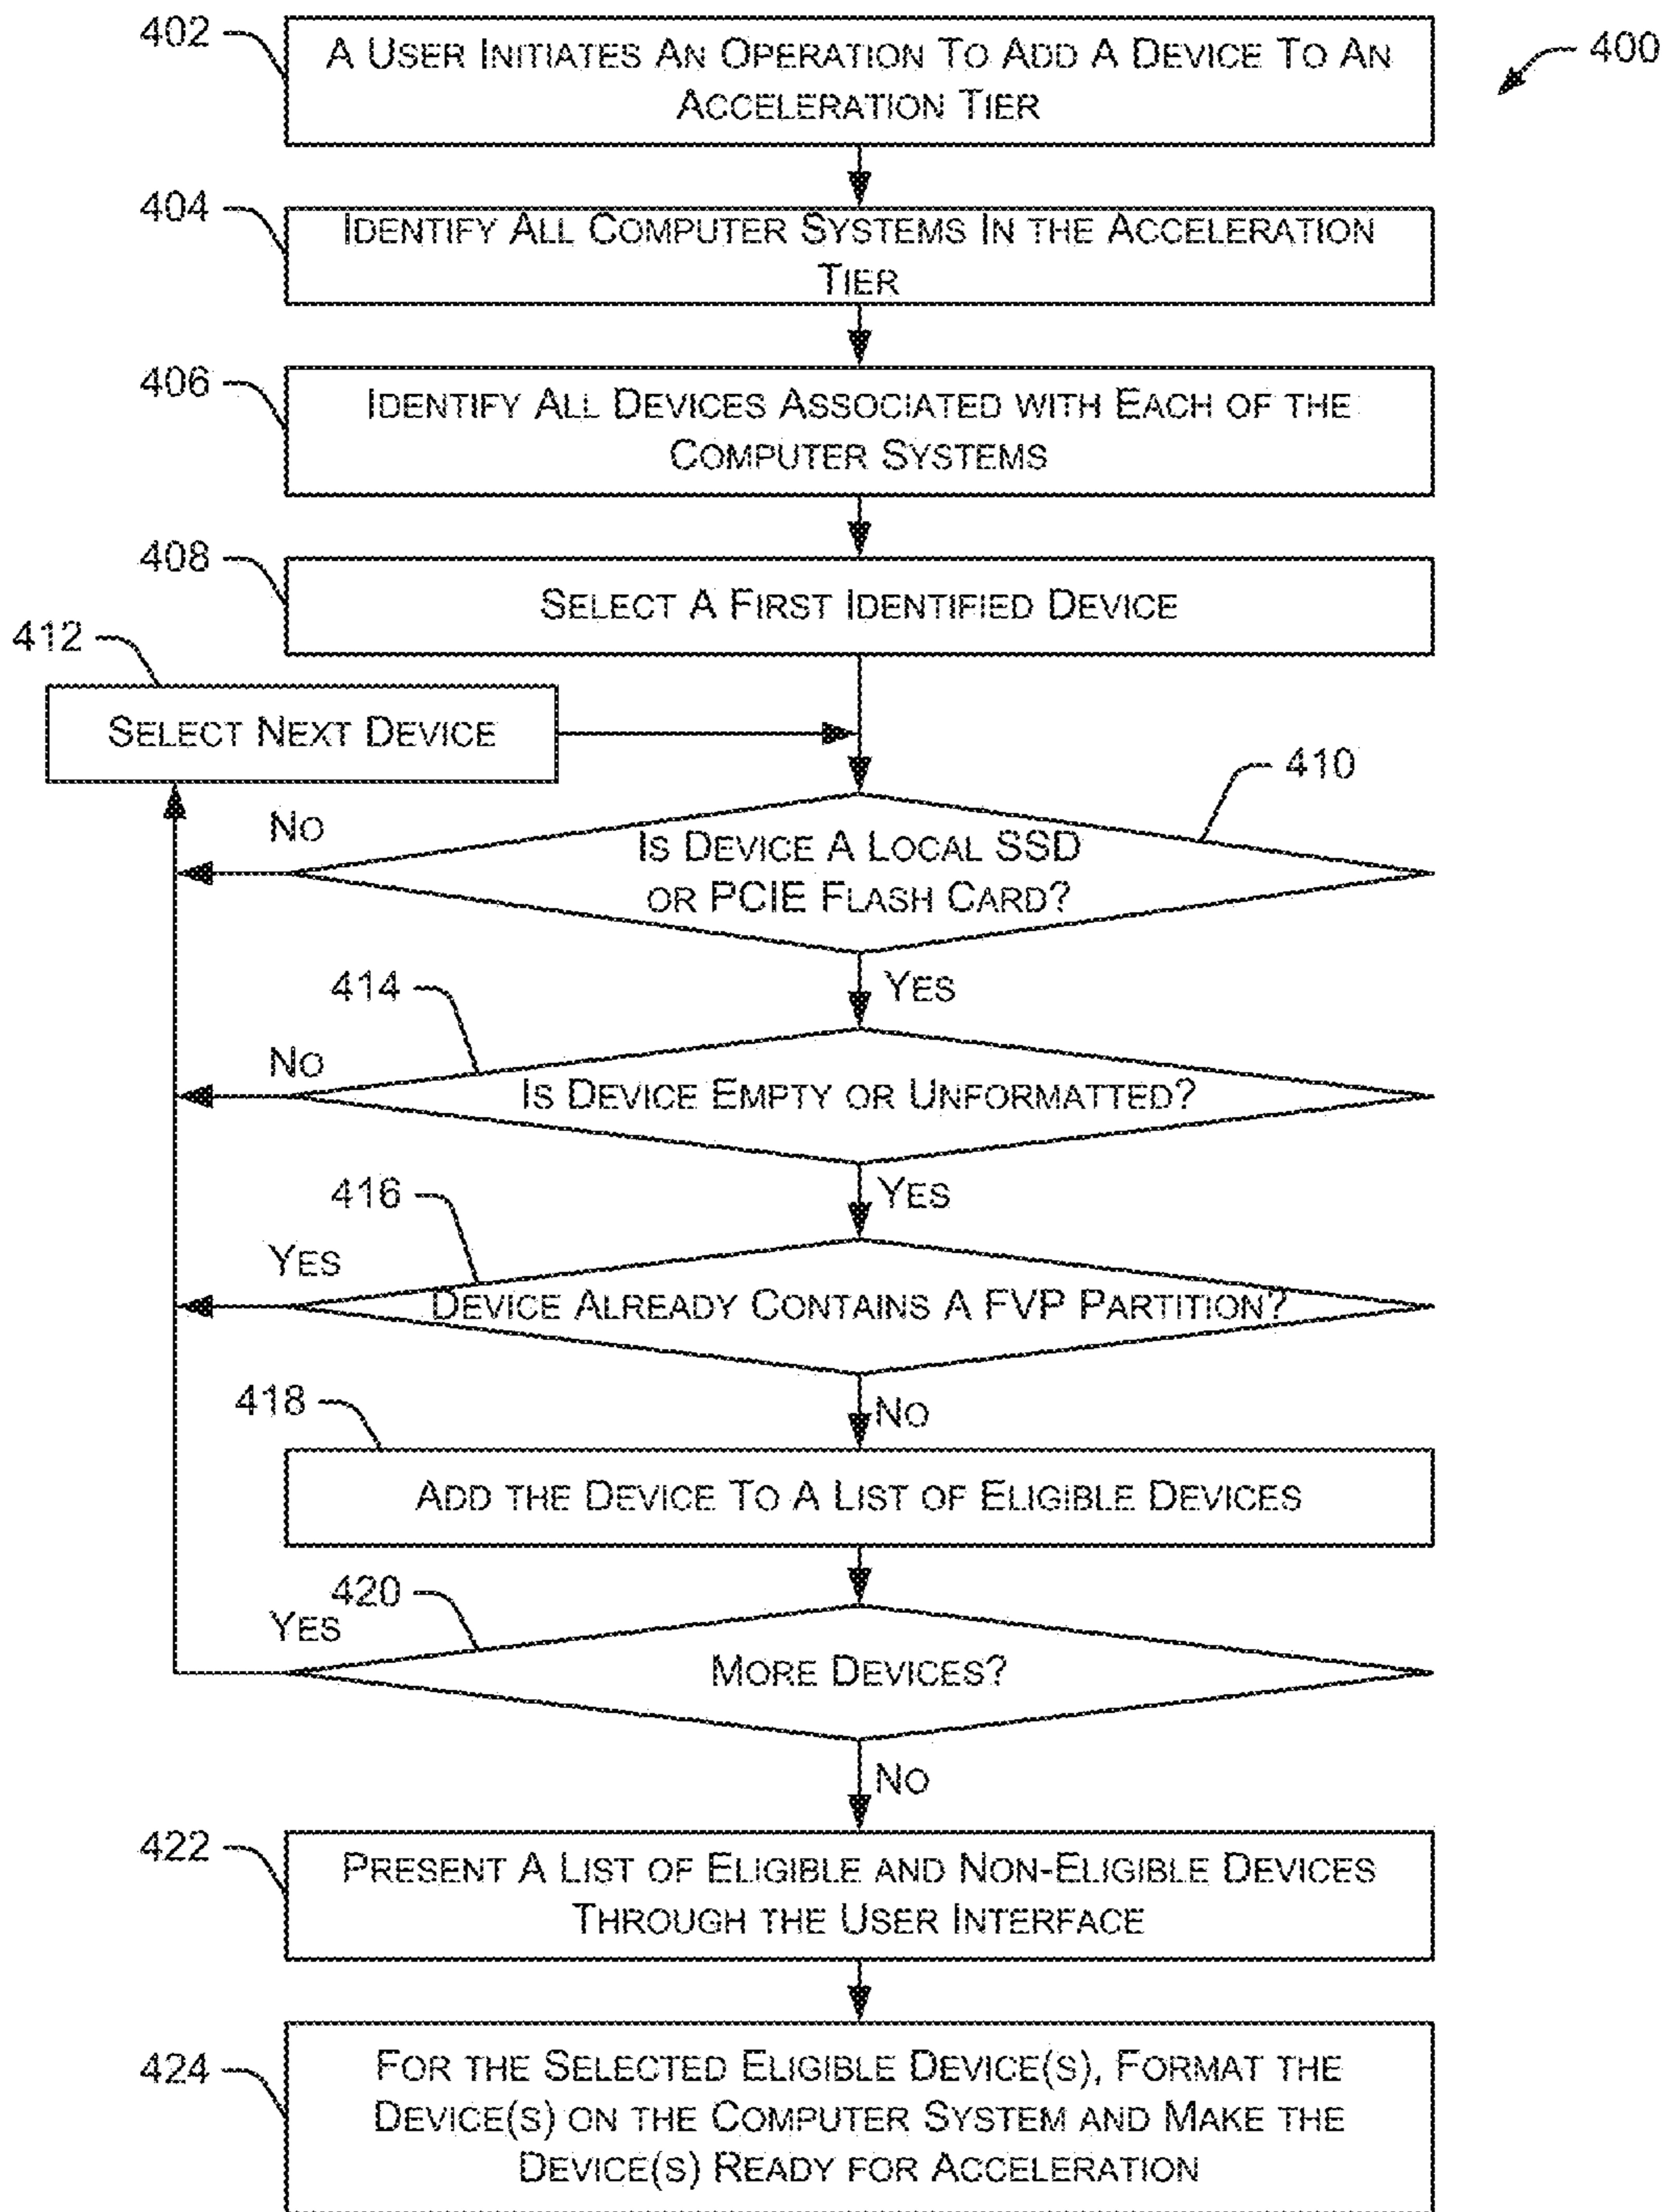 402
A USER INITIATES AN OPERATION TO ADD A DEVICE TO AN
ACCELERATION TIER
400
404
IDENTIFY ALL COMPUTER SYSTEMS IN THE ACCELERATION
TIER
406
IDENTIFY ALL DEVICES ASSOCIATED WITH EACH OF THE
COMPUTER SYSTEMS
408
SELECT A FIRST IDENTIFIED DEVICE
412
SELECT NEXT DEVICE
410
NO
IS DEVICE A LOCAL SSD
OR PCIE FLASH CARD?
YES
414
NO
IS DEVICE EMPTY OR UNFORMATTED?
YES
416
YES
DEVICE ALREADY CONTAINS A FVP PARTITION?
NO
418
ADD THE DEVICE TO A LIST OF ELIGIBLE DEVICES
420
YES
MORE DEVICES?
NO
422
PRESENT A LIST OF ELIGIBLE AND NON-ELIGIBLE DEVICES
THROUGH THE USER INTERFACE
424
FOR THE SELECTED ELIGIBLE DEVICE(S), FORMAT THE
DEVICE(S) ON THE COMPUTER SYSTEM AND MAKE THE
DEVICE(S) READY FOR ACCELERATION